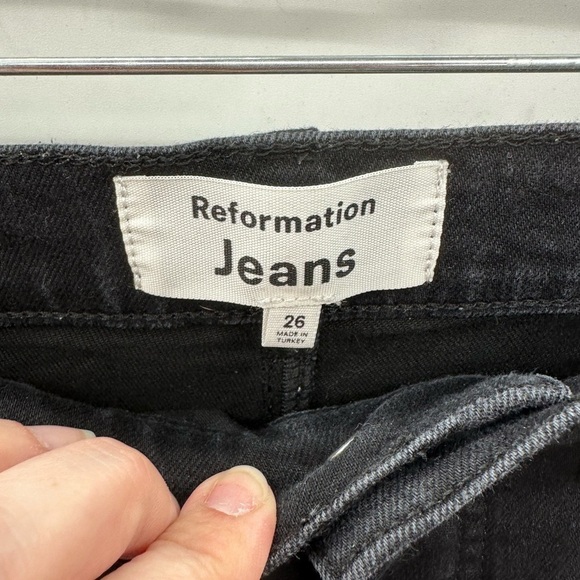 Reformation
Jeans
26
MADE IN
TURKEY